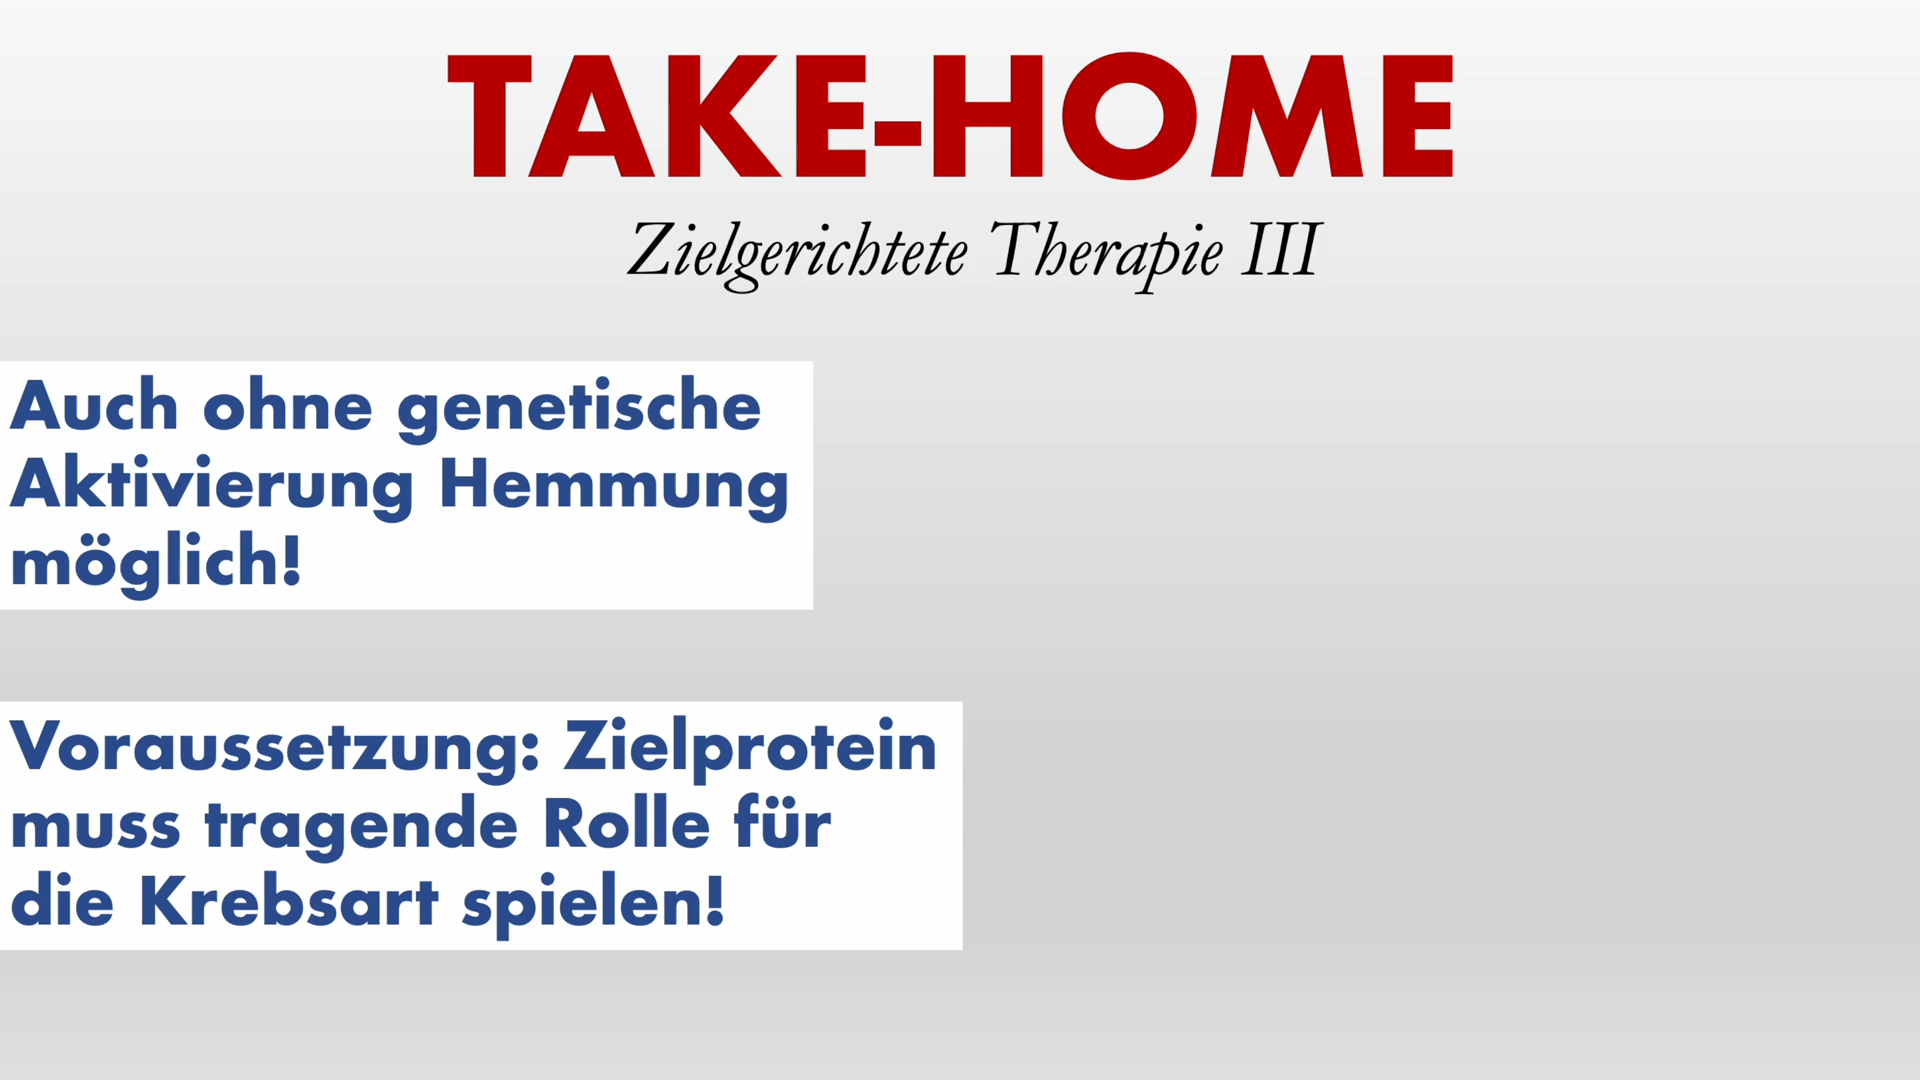 TAKE-HOME
Zielgerichtete Therapie III
Auch ohne genetische
Aktivierung Hemmung
möglich!
Voraussetzung: Zielprotein
muss tragende Rolle für
die Krebsart spielen!